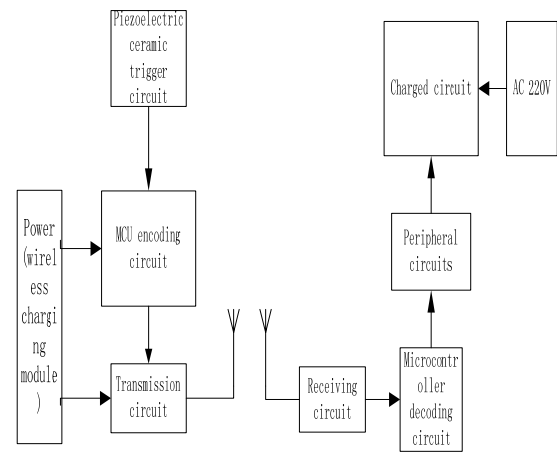 Piezoelectric
ceramic
trigger
circuit
Charged circuit
AC 220V
Power
(wirel
ess
chargi
ng
module
)
MCU encoding
circuit
Peripheral
circuits
Transmission
circuit
Receiving
circuit
Microcontr
oller
decoding
circuit